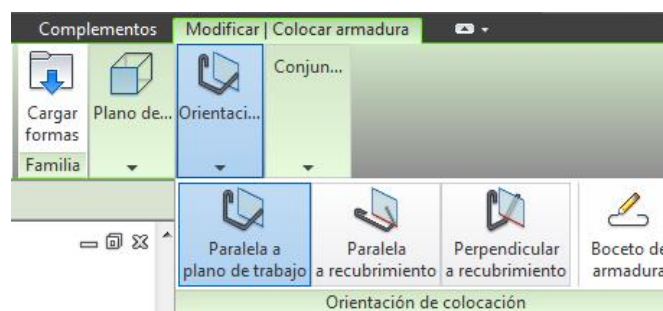 Complementos Modificar | Colocar armadura
Cargar formas Plano de... Orientaci... Conjun...
Familia
Paralela a plano de trabajo Paralela a recubrimiento Perpendicular a recubrimiento Boceto de armadura
Orientación de colocación